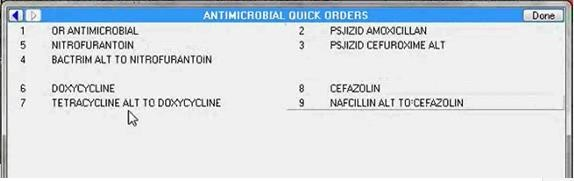 ANTIMICROBIAL QUICK ORDERS Done
1 OR ANTIMICROBIAL 2 PSJIZID AMOXICILLAN
5 NITROFURANTOIN 3 PSJIZID CEFUROXIME ALT
4 BACTRIM ALT TO NITROFURANTOIN
6 DOXYCYCLINE 8 CEFAZOLIN
7 TETRACYCLINE ALT TO DOXYCYCLINE 9 NAFCILLIN ALT TO CEFAZOLIN